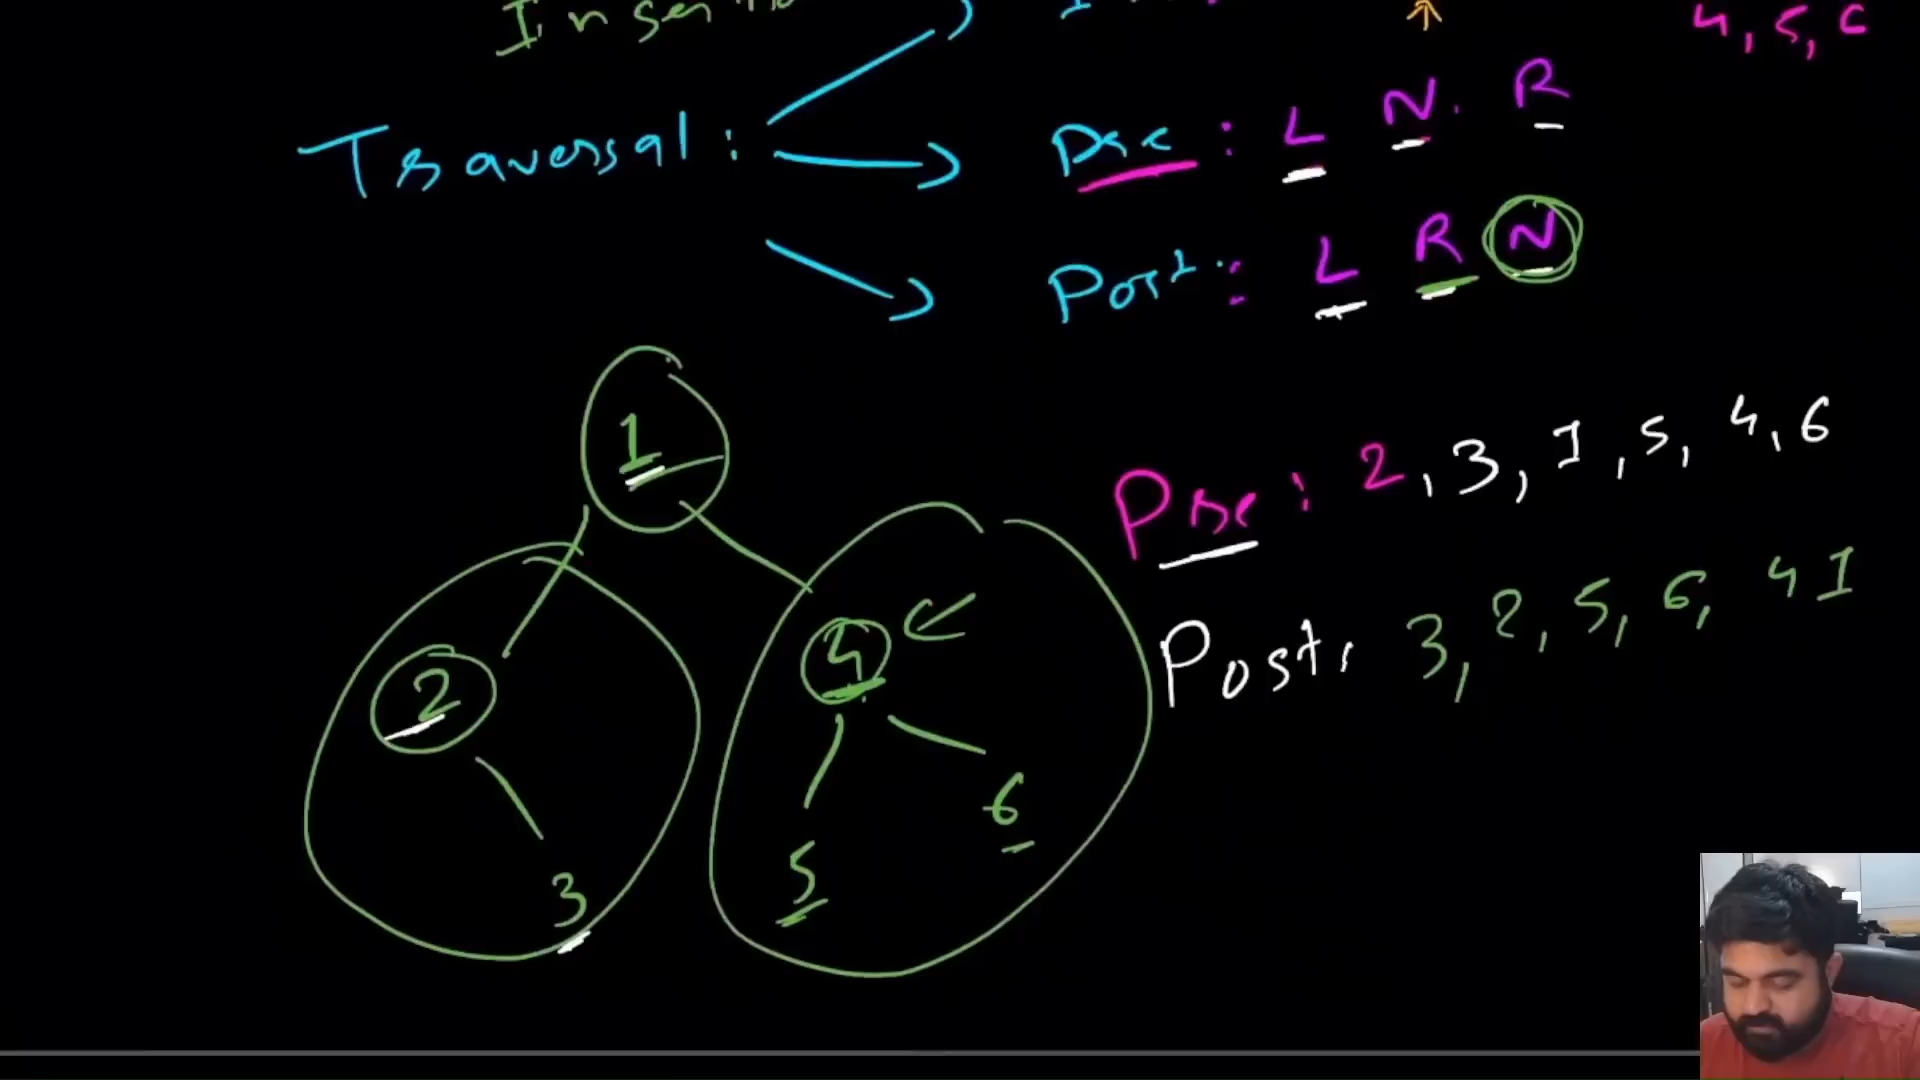 4, 5, 6
Traversal :
Pre : L N. R
Post : L R N
1
Pre : 2, 3, 1, 5, 4, 6
2
4
Post, 3, 2, 5, 6, 4 1
6
5
3